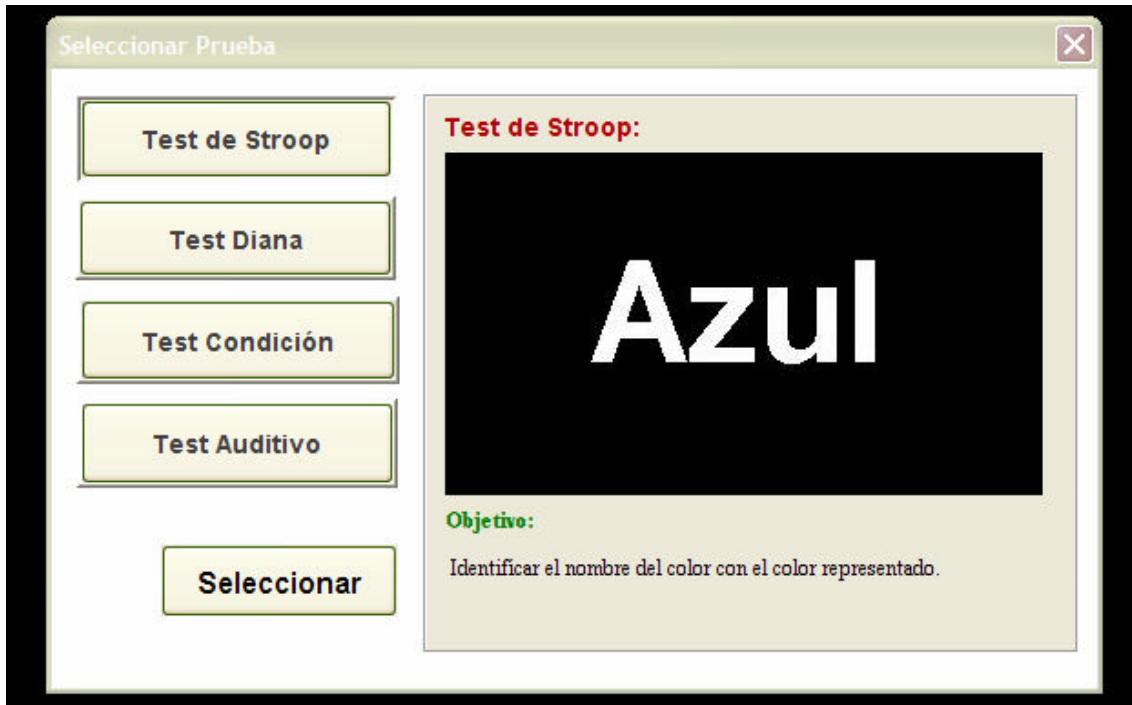 Seleccionar Prueba
Test de Stroop
Test Diana
Test Condición
Test Auditivo
Seleccionar
Test de Stroop:
Azul
Objetivo:
Identificar el nombre del color con el color representado.